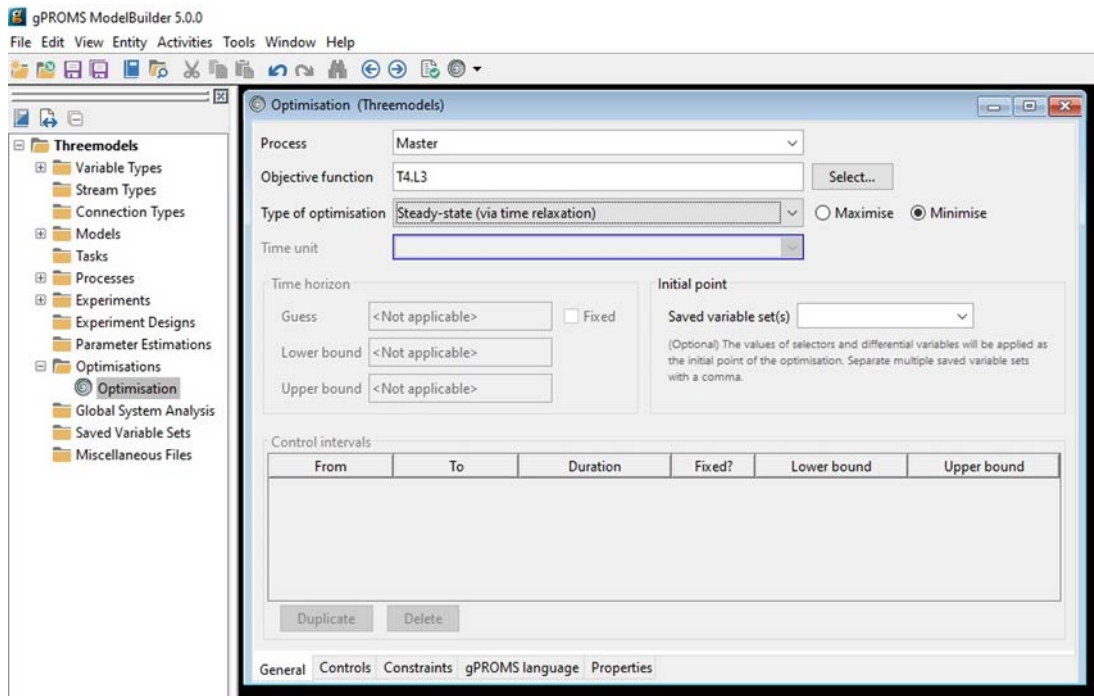 gPROMS ModelBuilder 5.0.0
File Edit View Entity Activities Tools Window Help
Threemodels
Variable Types
Stream Types
Connection Types
Models
Tasks
Processes
Experiments
Experiment Designs
Parameter Estimations
Optimisations
Optimisation
Global System Analysis
Saved Variable Sets
Miscellaneous Files
Optimisation (Threemodels)
Process Master
Objective function T4.L3 Select...
Type of optimisation Steady-state (via time relaxation) Maximise Minimise
Time unit
Time horizon
Guess <Not applicable> Fixed
Lower bound <Not applicable>
Upper bound <Not applicable>
Initial point
Saved variable set(s)
(Optional) The values of selectors and differential variables will be applied as
the initial point of the optimisation. Separate multiple saved variable sets
with a comma.
Control intervals
From To Duration Fixed? Lower bound Upper bound
Duplicate Delete
General Controls Constraints gPROMS language Properties